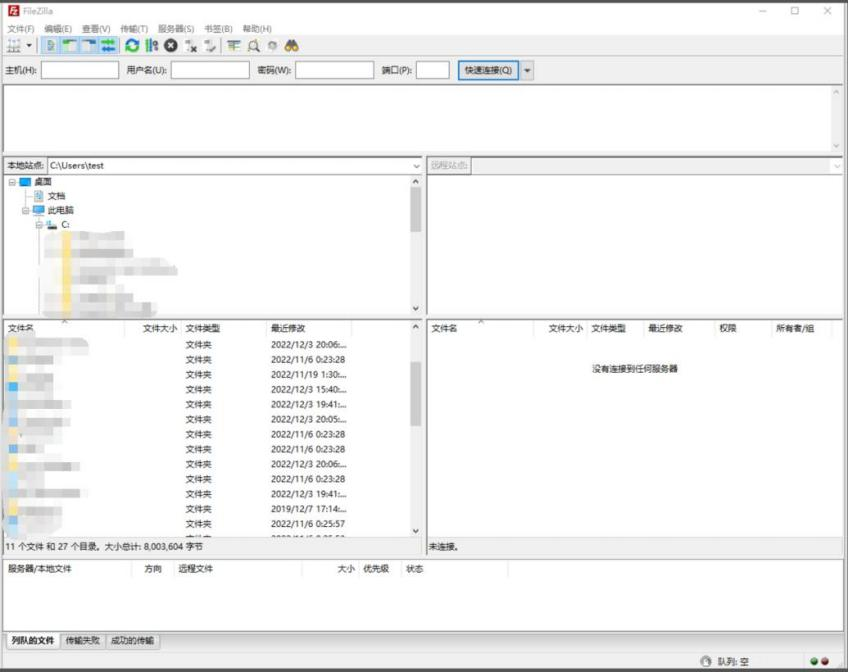 FileZilla
文件(F) 编辑(E) 查看(V) 传输(T) 服务器(S) 书签(B) 帮助(H)
主机(H): 用户名(U): 密码(W): 端口(P): 快速连接(Q)
本地站点: C:\Users\test 远程站点:
桌面
文档
此电脑
C:
文件名 文件大小 文件类型 最近修改 文件名 文件大小 文件类型 最近修改 权限 所有者/组
文件夹 2022/12/3 20:06:...
文件夹 2022/11/6 0:23:28
没有连接到任何服务器
文件夹 2022/11/19 1:30:...
文件夹 2022/12/3 15:40:...
文件夹 2022/12/3 19:41:...
文件夹 2022/12/3 20:05:...
文件夹 2022/11/6 0:23:28
文件夹 2022/11/6 0:23:28
文件夹 2022/12/3 20:06:...
文件夹 2022/11/6 0:23:28
文件夹 2022/12/3 19:41:...
文件夹 2019/12/7 17:14:...
文件夹 2022/11/6 0:25:57
11 个文件 和 27 个目录。大小总计: 8,003,604 字节 未连接。
服务器/本地文件 方向 远程文件 大小 优先级 状态
列队的文件 传输失败 成功的传输
队列: 空